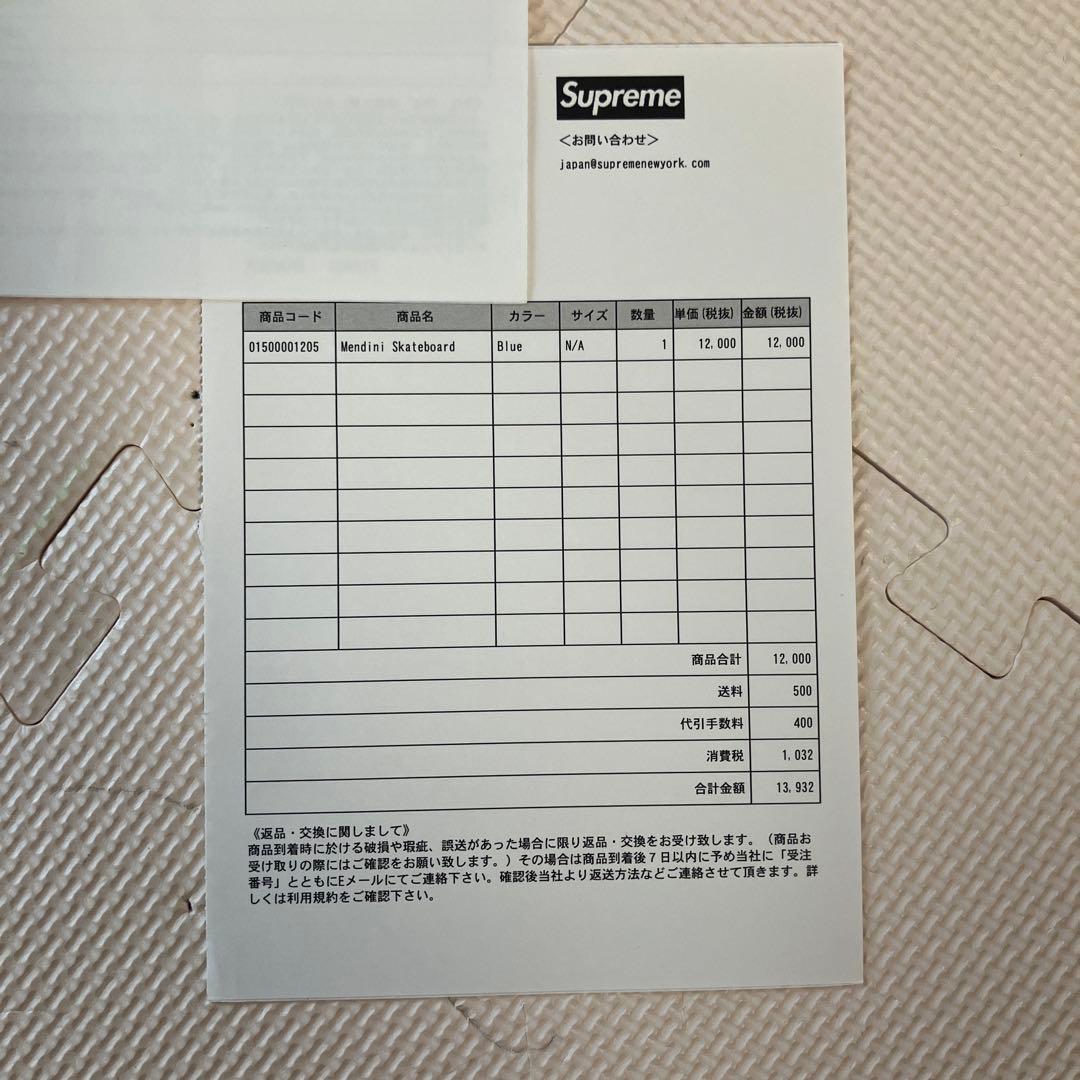 Supreme
＜お問い合わせ＞
japan@supremenewyork.com
商品コード 商品名 カラー サイズ 数量 単価(税抜) 金額(税抜)
01500001205 Mendini Skateboard Blue N/A 1 12,000 12,000
商品合計 12,000
送料 500
代引手数料 400
消費税 1,032
合計金額 13,932
《返品・交換に関しまして》
商品到着時に於ける破損や瑕疵、誤送があった場合に限り返品・交換をお受け致します。（商品お
受け取りの際にはご確認をお願い致します。）その場合は商品到着後７日以内に予め当社に「受注
番号」とともにEメールにてご連絡下さい。確認後当社より返送方法などご連絡させて頂きます。詳
しくは利用規約をご確認下さい。